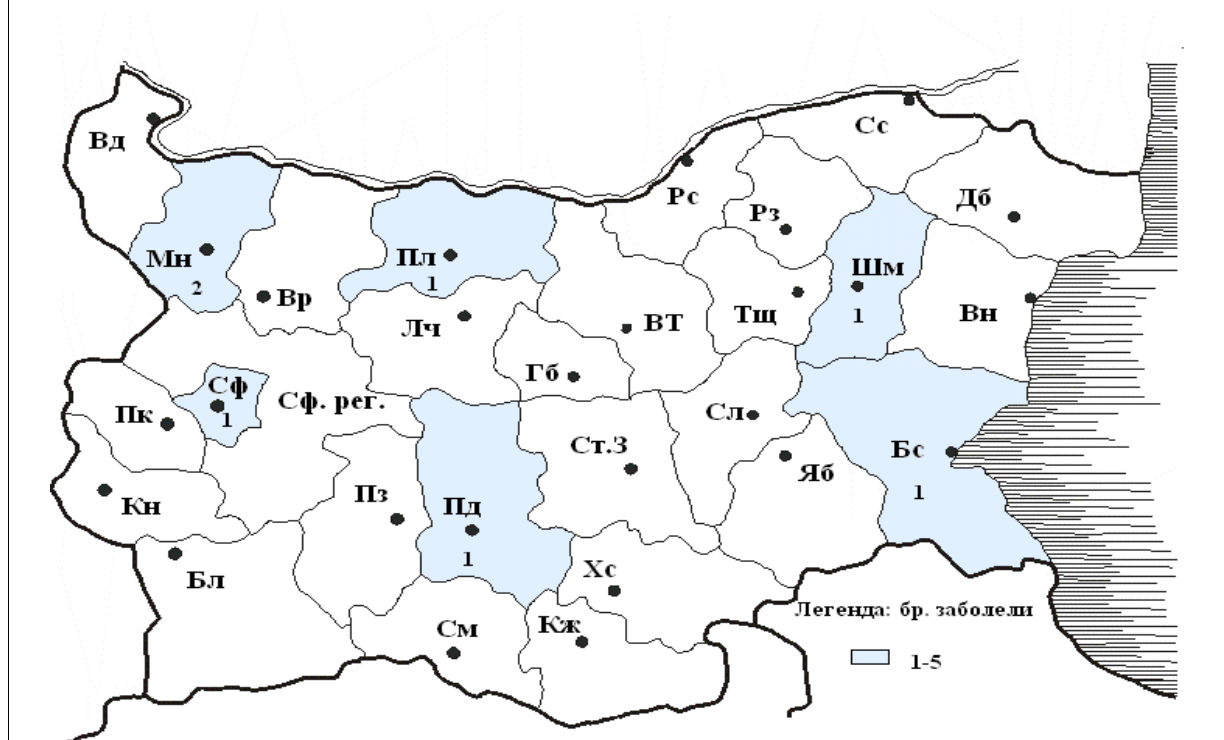 Сс
Вд
Рс
Рз
Дб
Мн
2
Пл
1
Шм
1
Вр
Лч
ВТ
Тщ
Вн
Гб
Сф
1
Сф. рег.
Пк
Сл
Ст.З
Бс
1
Яб
Пз
Пд
1
Кн
Бл
Хс
См
Кж
Легенда: бр. заболели
1-5